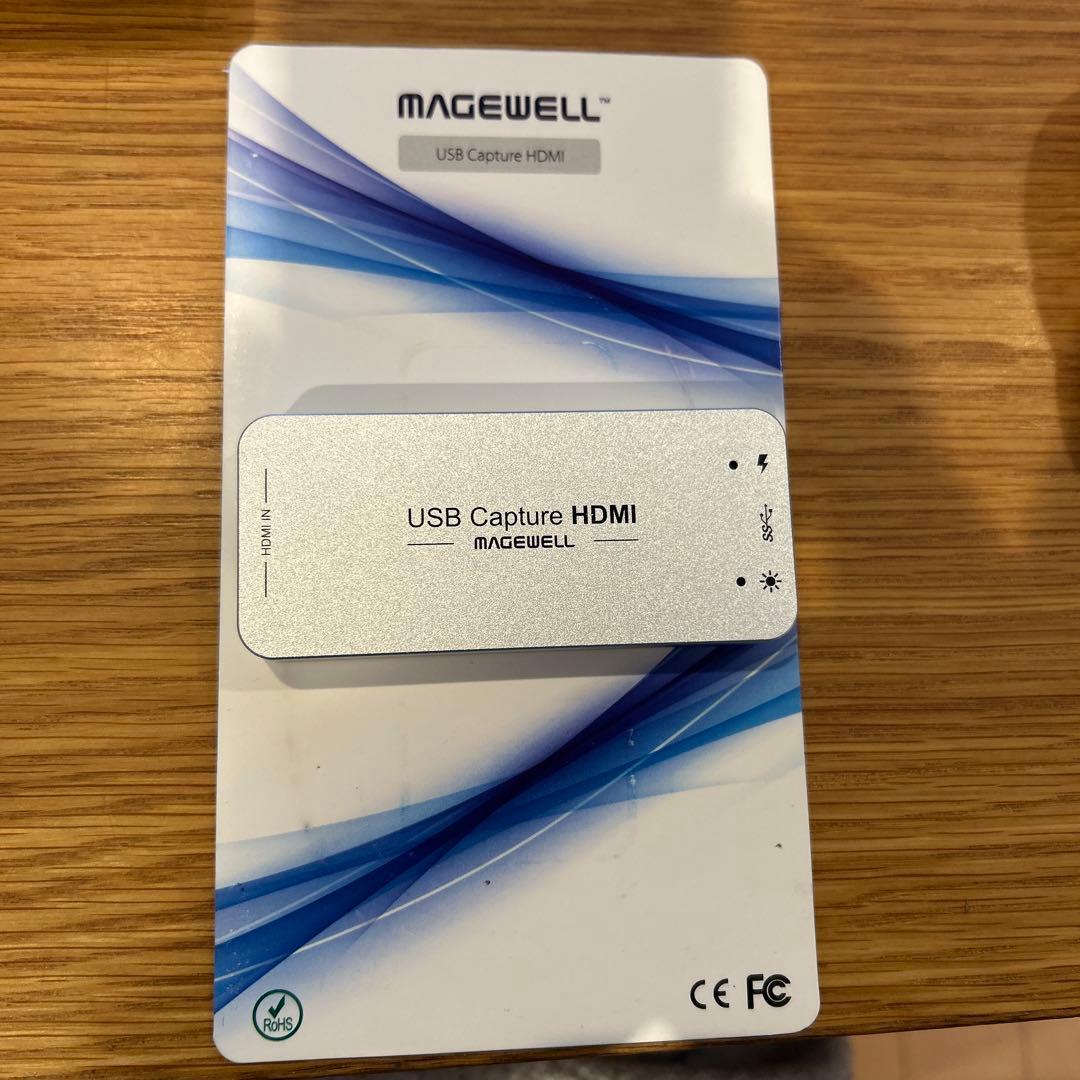 MAGEWELL™
USB Capture HDMI
HDMI IN
USB Capture HDMI
MAGEWELL
SS
RoHS
CE FC